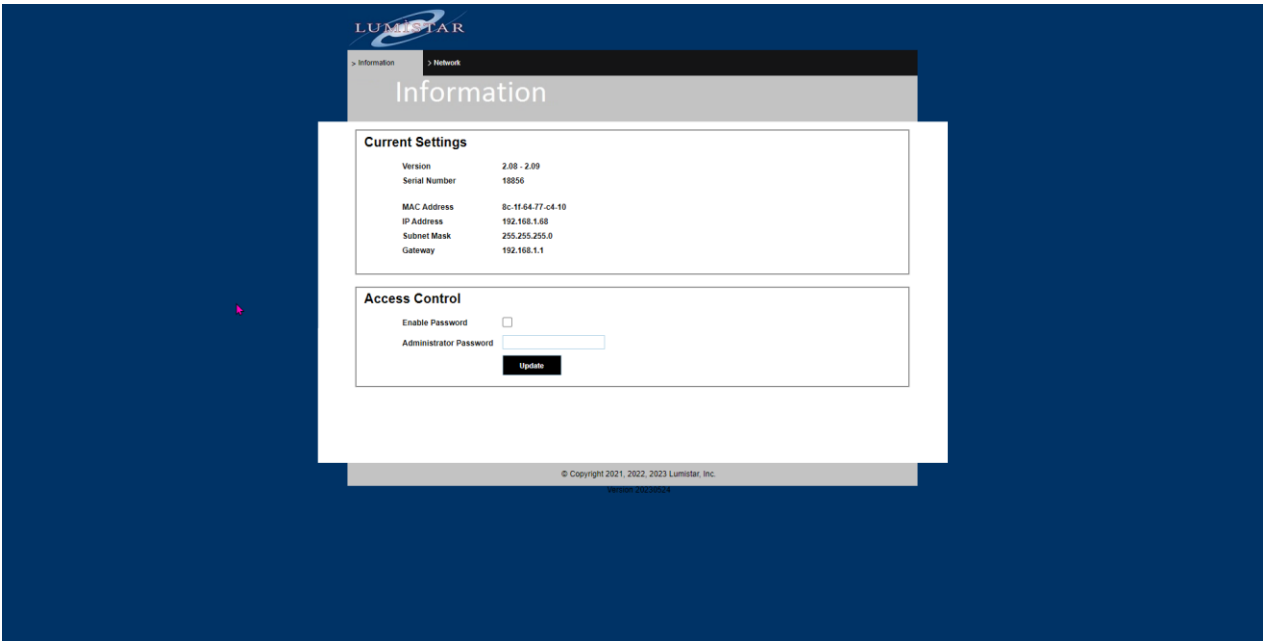 LUMISTAR
> Information > Network
Information
Current Settings
Version 2.08 - 2.09
Serial Number 18856
MAC Address 8c-1f-64-77-c4-10
IP Address 192.168.1.68
Subnet Mask 255.255.255.0
Gateway 192.168.1.1
Access Control
Enable Password
Administrator Password
Update
© Copyright 2021, 2022, 2023 Lumistar, Inc.
Version 20230524